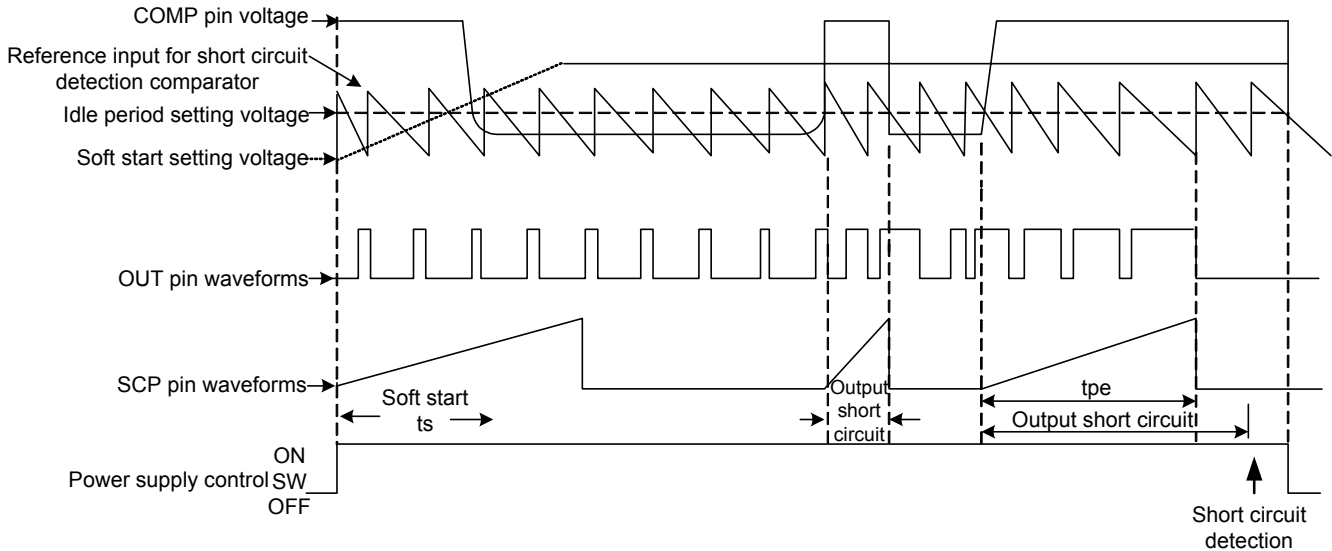 COMP pin voltage
Reference input for short circuit
detection comparator
Idle period setting voltage
Soft start setting voltage
OUT pin waveforms
SCP pin waveforms
Soft start
ts
Output
short
circuit
tpe
Output short circuit
ON
Power supply control SW
OFF
Short circuit
detection